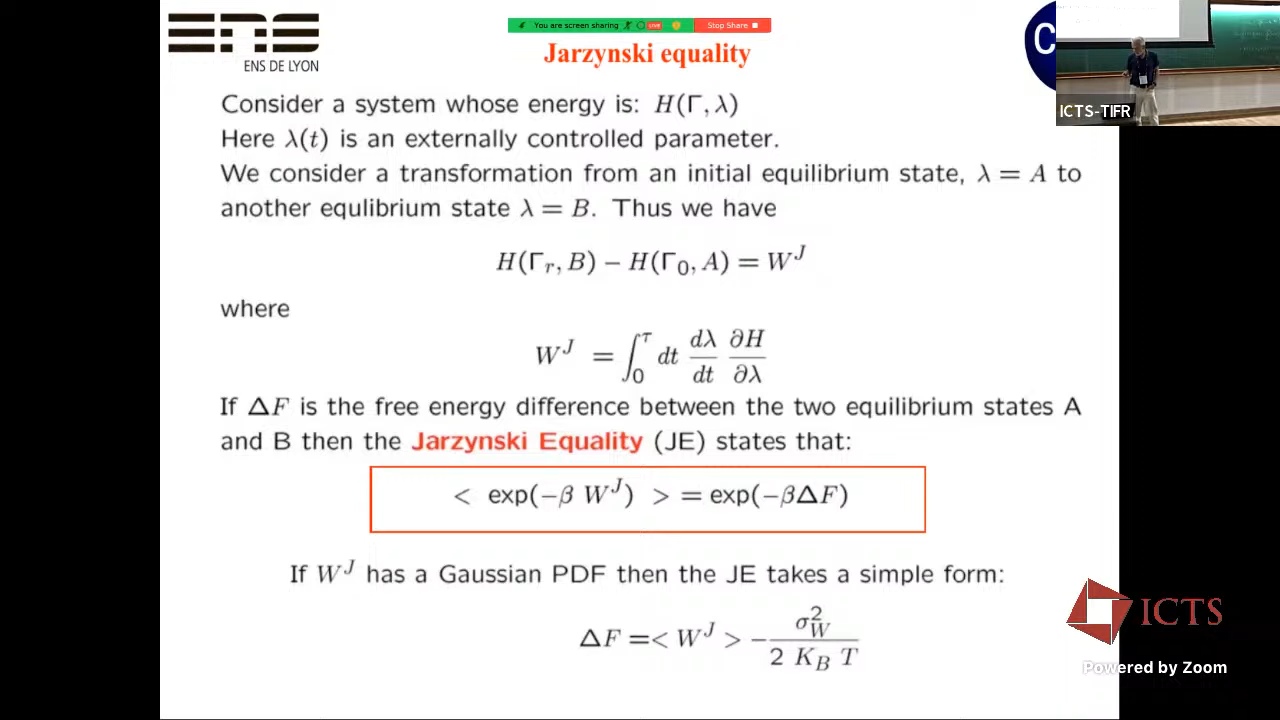 You are screen sharing LIVE Stop Share
ENS DE LYON
Jarzynski equality
C
ICTS-TIFR
Consider a system whose energy is: H(Γ, λ)
Here λ(t) is an externally controlled parameter.
We consider a transformation from an initial equilibrium state, λ = A to
another equlibrium state λ = B. Thus we have
H(Γr, B) − H(Γ0, A) = W^J
where
W^J = ∫_0^τ dt dλ/dt ∂H/∂λ
If ΔF is the free energy difference between the two equilibrium states A
and B then the Jarzynski Equality (JE) states that:
< exp(−β W^J) > = exp(−βΔF)
If W^J has a Gaussian PDF then the JE takes a simple form:
ΔF =< W^J > − σ_W^2 / 2 K_B T
ICTS
Powered by Zoom